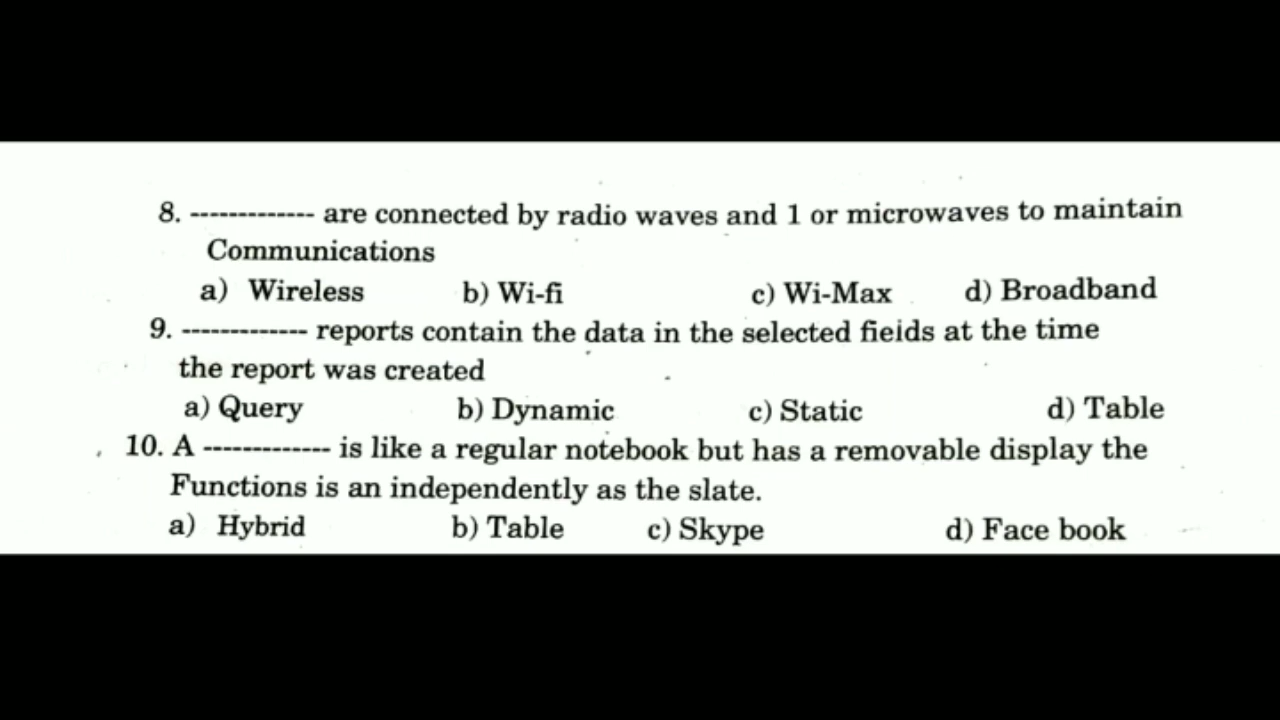 8. ------------- are connected by radio waves and 1 or microwaves to maintain
Communications
a) Wireless b) Wi-fi c) Wi-Max d) Broadband
9. ------------- reports contain the data in the selected fields at the time
the report was created
a) Query b) Dynamic c) Static d) Table
10. A ------------- is like a regular notebook but has a removable display the
Functions is an independently as the slate.
a) Hybrid b) Table c) Skype d) Face book